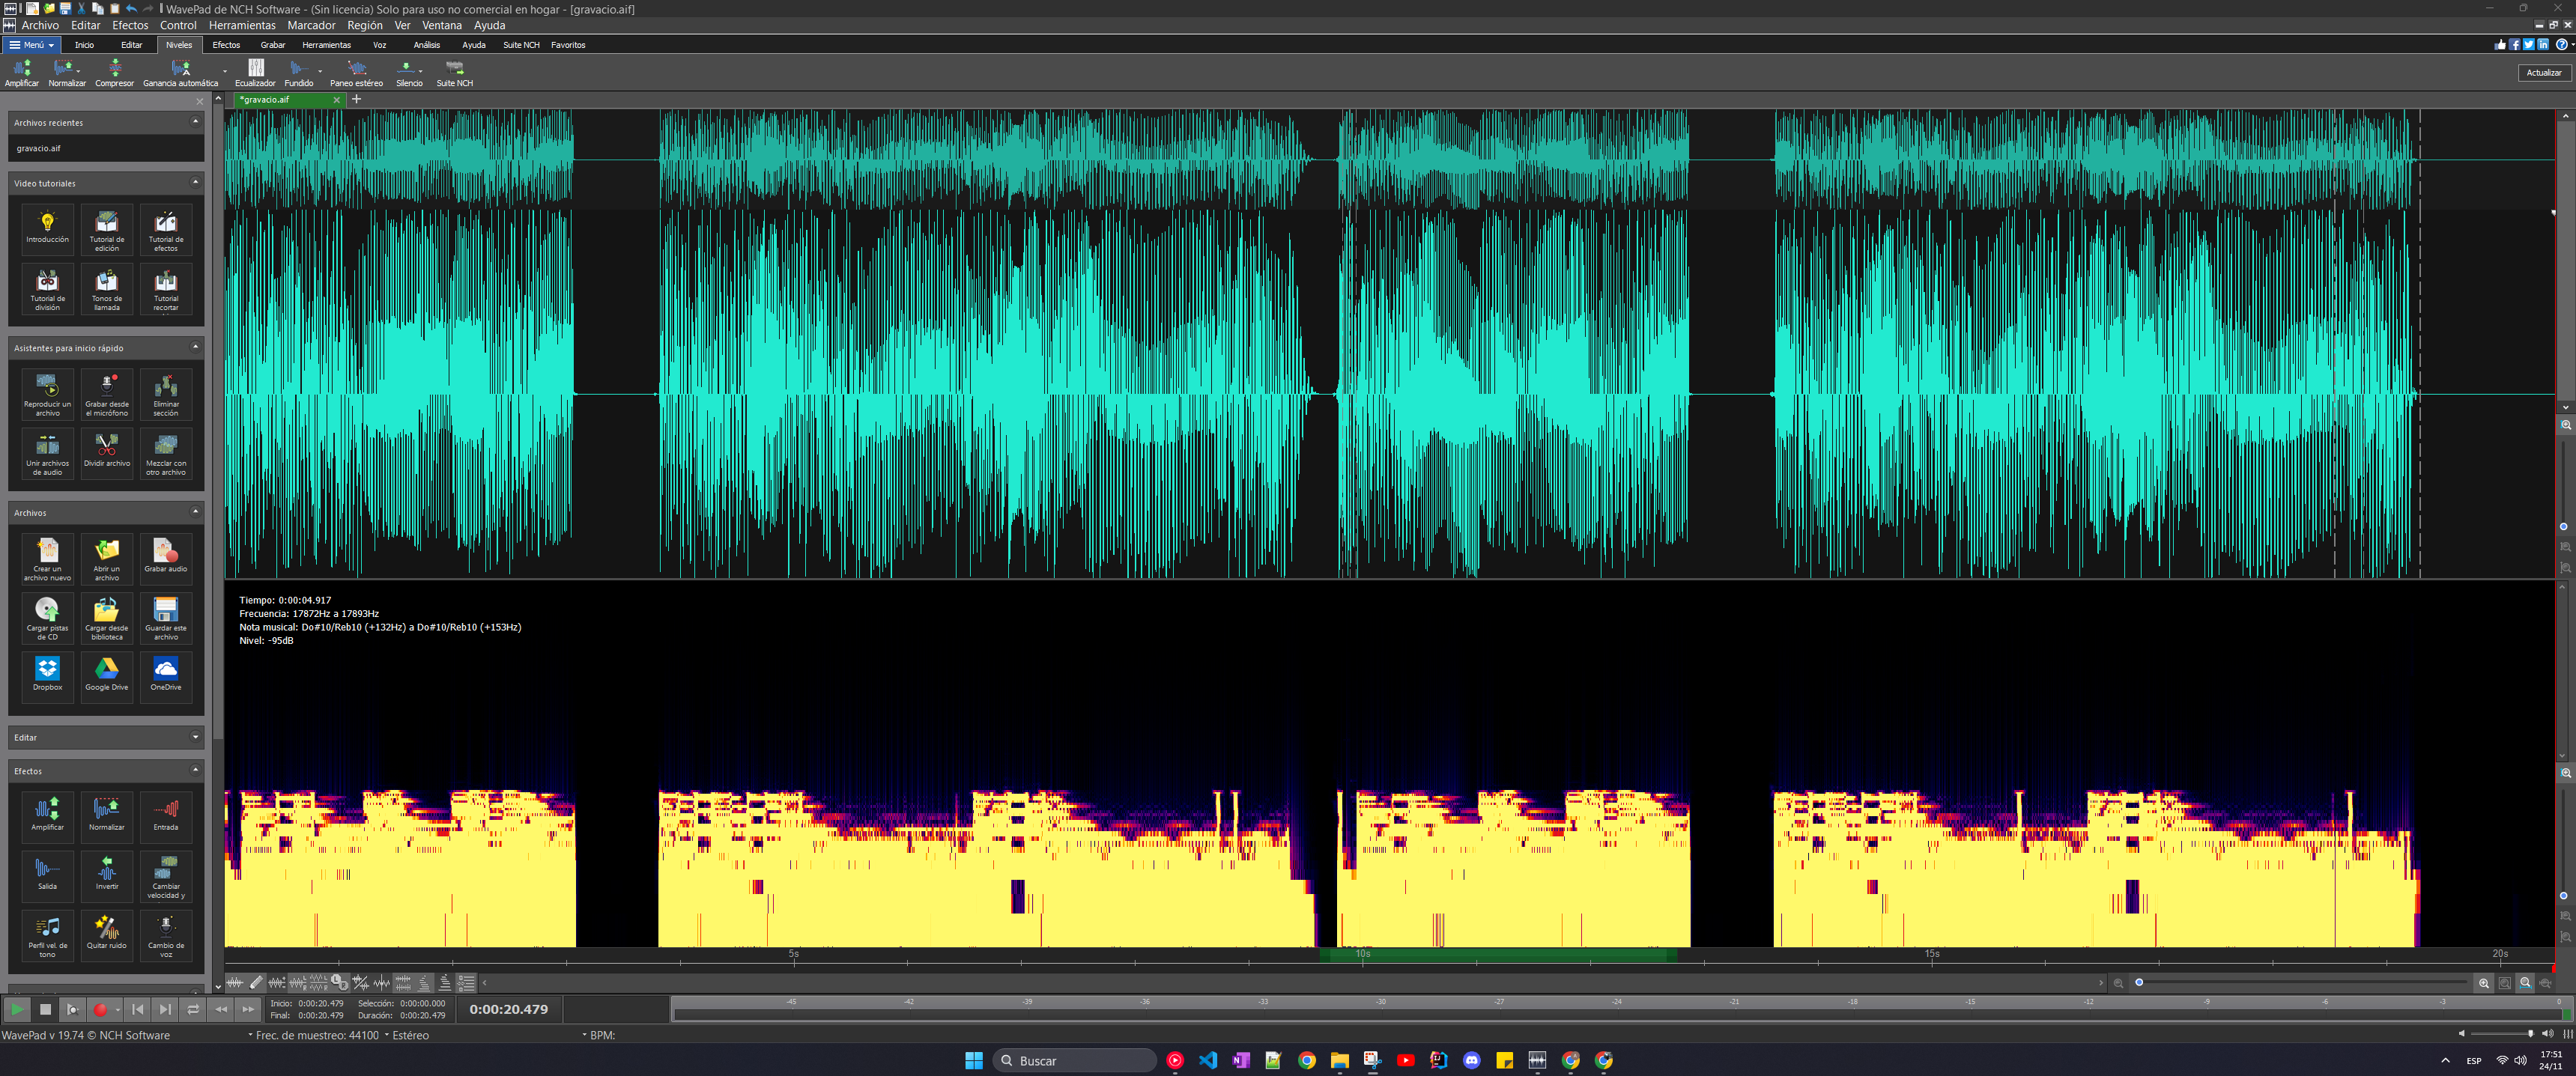 WavePad de NCH Software - (Sin licencia) Solo para uso no comercial en hogar - [gravacio.aif]
Archivo Editar Efectos Control Herramientas Marcador Región Ver Ventana Ayuda
Menú Inicio Editar Niveles Efectos Grabar Herramientas Voz Análisis Ayuda Suite NCH Favoritos
Amplificar Normalizar Compresor Ganancia automática Ecualizador Fundido Paneo estéreo Silencio Suite NCH
Actualizar
*gravacio.aif
Archivos recientes
gravacio.aif
Video tutoriales
Introducción
Tutorial de edición
Tutorial de efectos
Tutorial de división
Tonos de llamada
Tutorial recortar
Asistentes para inicio rápido
Reproducir un archivo
Grabar desde el micrófono
Eliminar sección
Unir archivos de audio
Dividir archivo
Mezclar con otro archivo
Archivos
Crear un archivo nuevo
Abrir un archivo
Grabar audio
Cargar pistas de CD
Cargar desde biblioteca
Guardar este archivo
Dropbox
Google Drive
OneDrive
Editar
Efectos
Amplificar
Normalizar
Entrada
Salida
Invertir
Cambiar velocidad y
Perfil vel. de tono
Quitar ruido
Cambio de voz
Tiempo: 0:00:04.917
Frecuencia: 17872Hz a 17893Hz
Nota musical: Do#10/Reb10 (+132Hz) a Do#10/Reb10 (+153Hz)
Nivel: -95dB
5s 10s 15s 20s
Inicio: 0:00:20.479 Selección: 0:00:00.000
Final: 0:00:20.479 Duración: 0:00:20.479
0:00:20.479
-45 -42 -39 -36 -33 -30 -27 -24 -21 -18 -15 -12 -9 -6 -3 0
WavePad v 19.74 © NCH Software
Frec. de muestreo: 44100
Estéreo
BPM:
Buscar
ESP
17:51
24/11